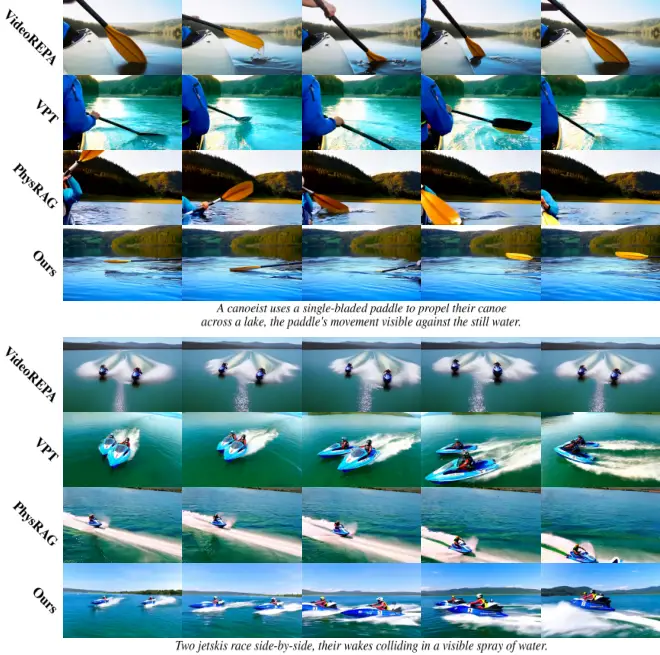 VideoREPA
VPT
PhysRAG
Ours
A canoeist uses a single-bladed paddle to propel their canoe
across a lake, the paddle's movement visible against the still water.
VideoREPA
VPT
PhysRAG
Ours
Two jetskis race side-by-side, their wakes colliding in a visible spray of water.